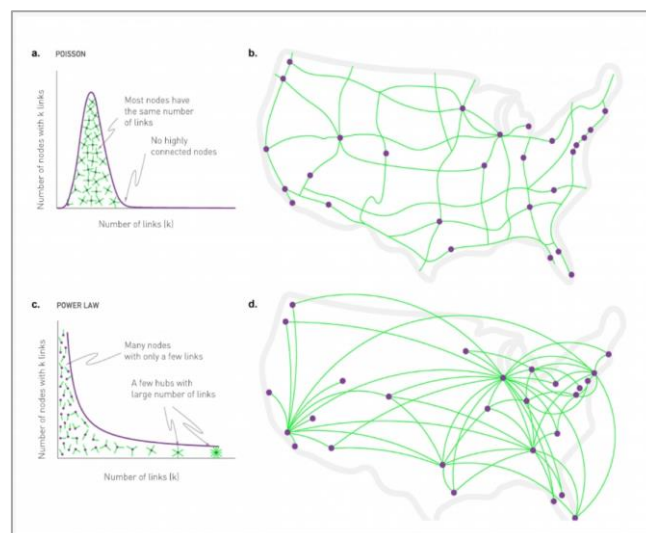 a. POISSON
Number of nodes with k links
Most nodes have
the same number
of links
No highly
connected nodes
Number of links (k)
b.
c. POWER LAW
Number of nodes with k links
Many nodes
with only a few links
A few hubs with
large number of links
Number of links (k)
d.